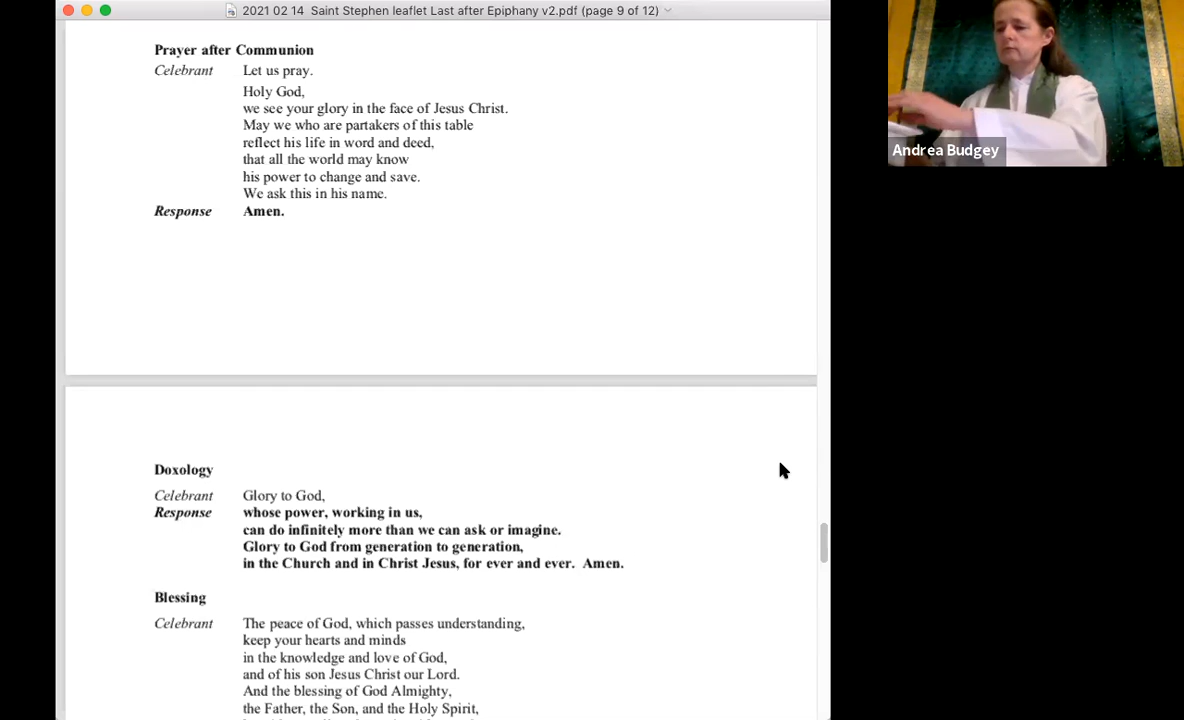 2021 02 14  Saint Stephen leaflet Last after Epiphany v2.pdf (page 9 of 12)
Prayer after Communion
Celebrant Let us pray.
Holy God,
we see your glory in the face of Jesus Christ.
May we who are partakers of this table
reflect his life in word and deed,
that all the world may know
his power to change and save.
We ask this in his name.
Response Amen.
Doxology
Celebrant Glory to God,
Response whose power, working in us,
can do infinitely more than we can ask or imagine.
Glory to God from generation to generation,
in the Church and in Christ Jesus, for ever and ever.  Amen.
Blessing
Celebrant The peace of God, which passes understanding,
keep your hearts and minds
in the knowledge and love of God,
and of his son Jesus Christ our Lord.
And the blessing of God Almighty,
the Father, the Son, and the Holy Spirit,
Andrea Budgey